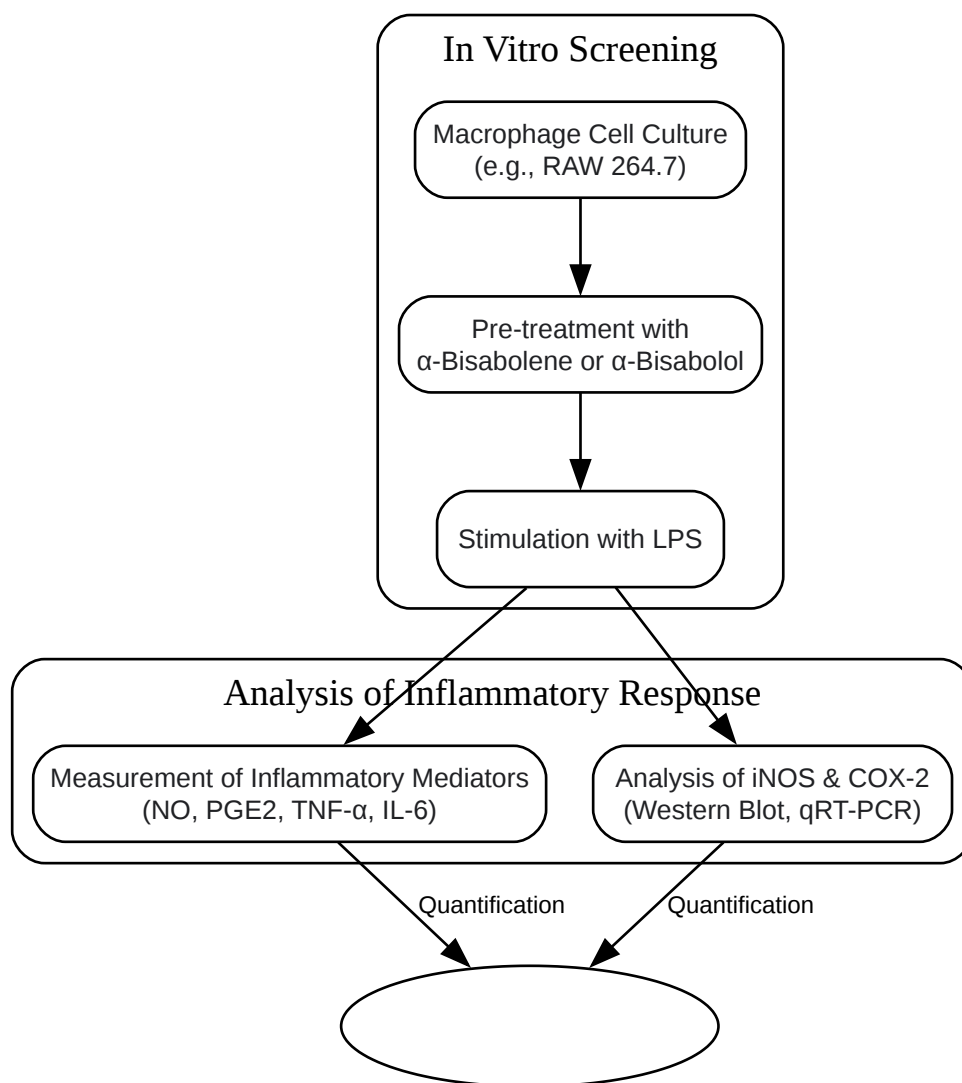 In Vitro Screening
Macrophage Cell Culture
(e.g., RAW 264.7)
Pre-treatment with
α-Bisabolene or α-Bisabolol
Stimulation with LPS
Analysis of Inflammatory Response
Measurement of Inflammatory Mediators
(NO, PGE2, TNF-α, IL-6)
Analysis of iNOS & COX-2
(Western Blot, qRT-PCR)
Quantification
Quantification